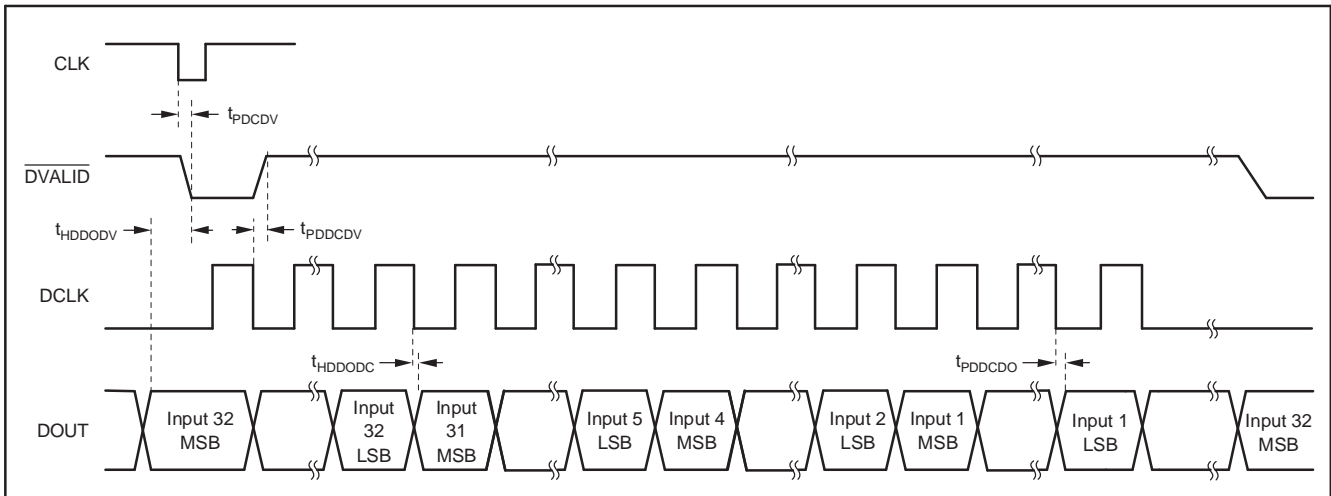 CLK
tPDCDV
DVALID
tHDDODV
tPDDCDV
DCLK
tHDDODC
tPDDCDO
DOUT
Input 32
MSB
Input
32
LSB
Input
31
MSB
Input 5
LSB
Input 4
MSB
Input 2
LSB
Input 1
MSB
Input 1
LSB
Input 32
MSB